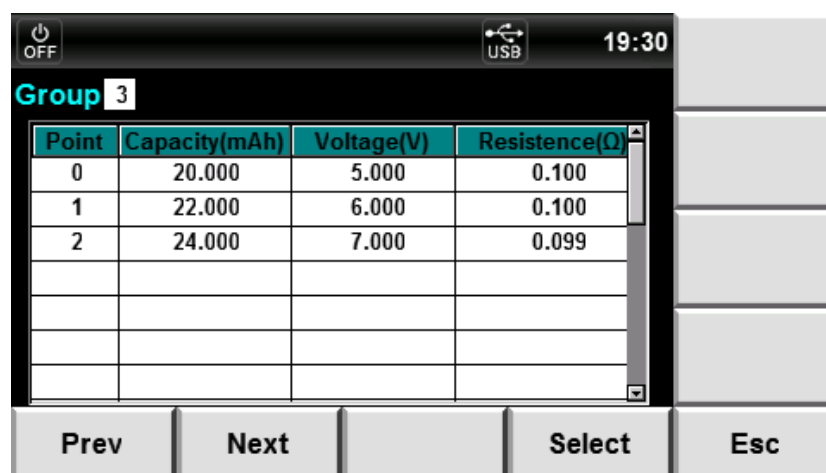 OFF USB 19:30
Group 3
Point Capacity(mAh) Voltage(V) Resistence(Ω)
0 20.000 5.000 0.100
1 22.000 6.000 0.100
2 24.000 7.000 0.099
Prev Next Select Esc